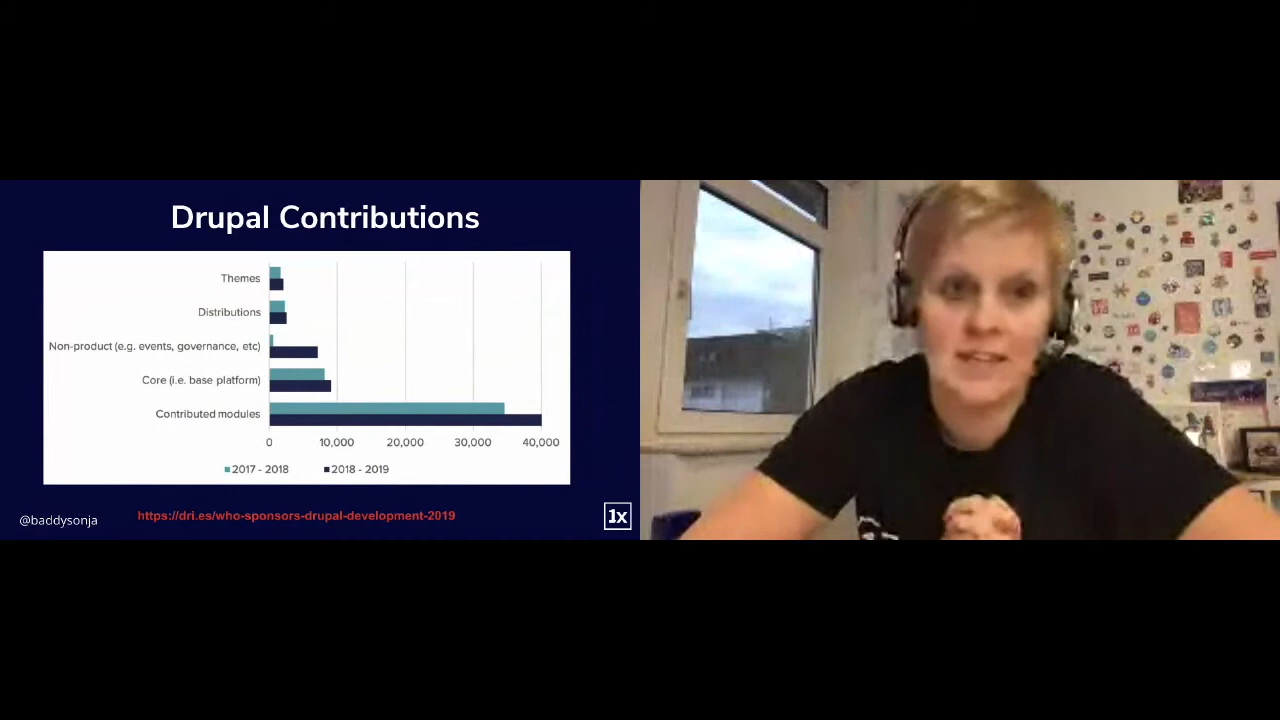 Drupal Contributions
Themes
Distributions
Non-product (e.g. events, governance, etc)
Core (i.e. base platform)
Contributed modules
0 10,000 20,000 30,000 40,000
2017 - 2018 2018 - 2019
@baddysonja
https://dri.es/who-sponsors-drupal-development-2019
1x